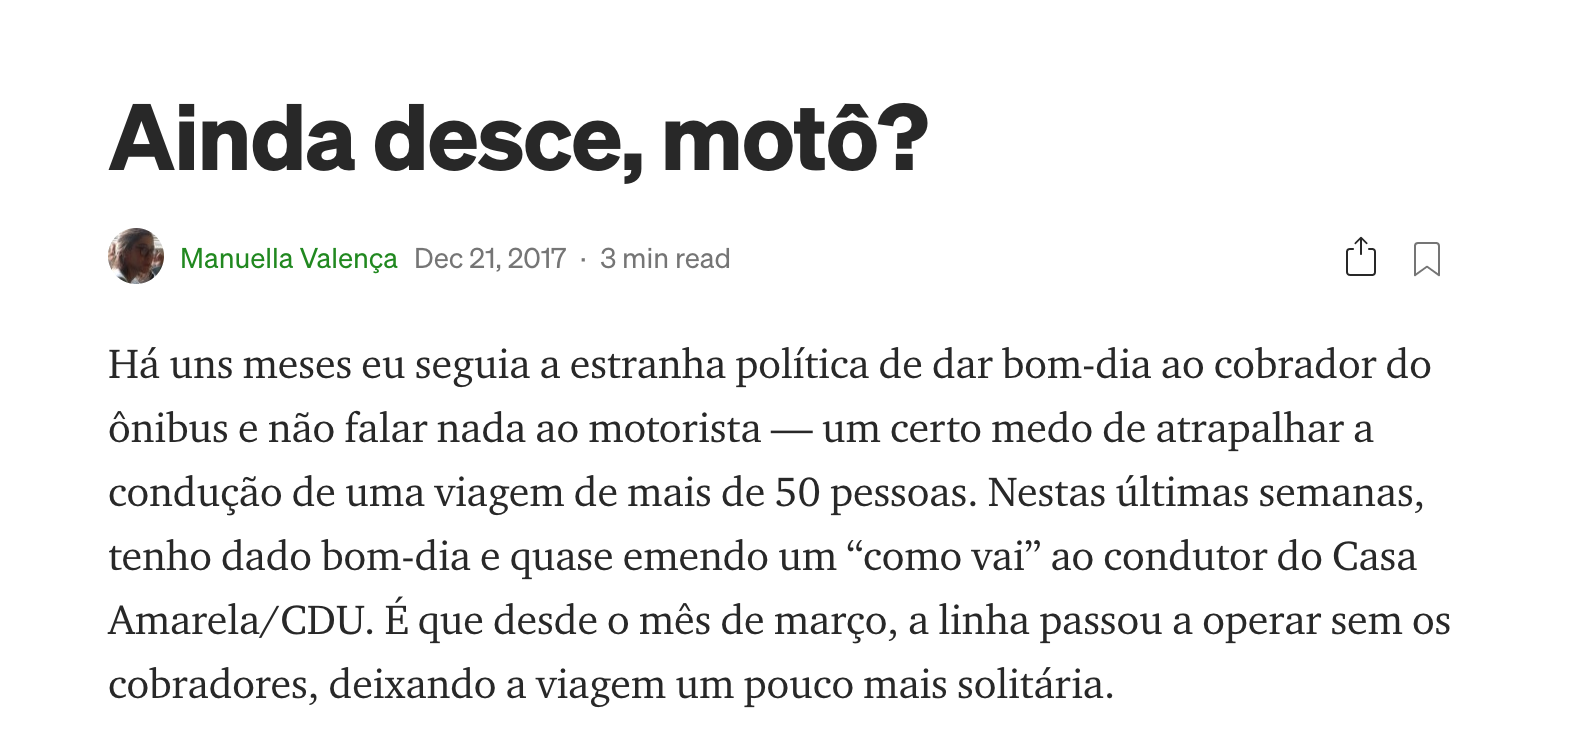 Ainda desce, motô?
Manuella Valença Dec 21, 2017 · 3 min read
Há uns meses eu seguia a estranha política de dar bom-dia ao cobrador do
ônibus e não falar nada ao motorista — um certo medo de atrapalhar a
condução de uma viagem de mais de 50 pessoas. Nestas últimas semanas,
tenho dado bom-dia e quase emendo um “como vai” ao condutor do Casa
Amarela/CDU. É que desde o mês de março, a linha passou a operar sem os
cobradores, deixando a viagem um pouco mais solitária.